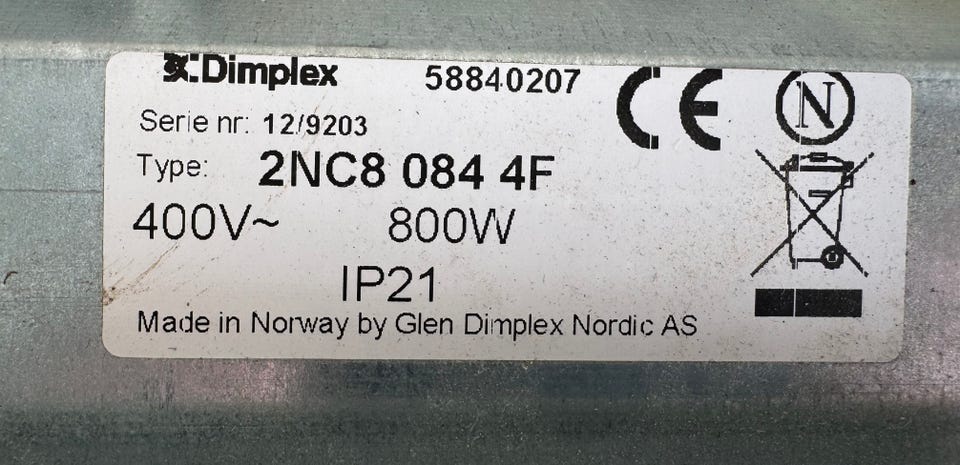 Dimplex 58840207
Serie nr: 12/9203
Type: 2NC8 084 4F
400V~ 800W
IP21
Made in Norway by Glen Dimplex Nordic AS
CE
N